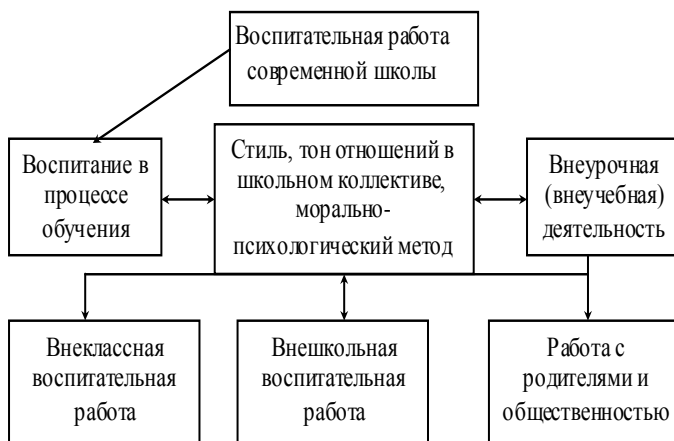 Воспитательная работа
современной школы
Воспитание в
процессе
обучения
Стиль, тон отношений в
школьном коллективе,
морально-
психологический метод
Внеурочная
(внеучебная)
деятельность
Внеклассная
воспитательная
работа
Внешкольная
воспитательная
работа
Работа с
родителями и
общественностью